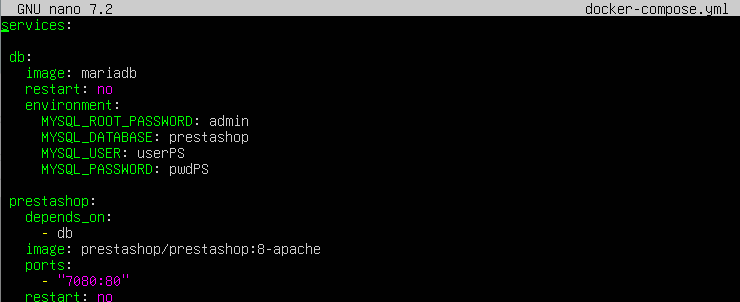 GNU nano 7.2 docker-compose.yml
services:
db:
image: mariadb
restart: no
environment:
MYSQL_ROOT_PASSWORD: admin
MYSQL_DATABASE: prestashop
MYSQL_USER: userPS
MYSQL_PASSWORD: pwdPS
prestashop:
depends_on:
- db
image: prestashop/prestashop:8-apache
ports:
- "7080:80"
restart: no